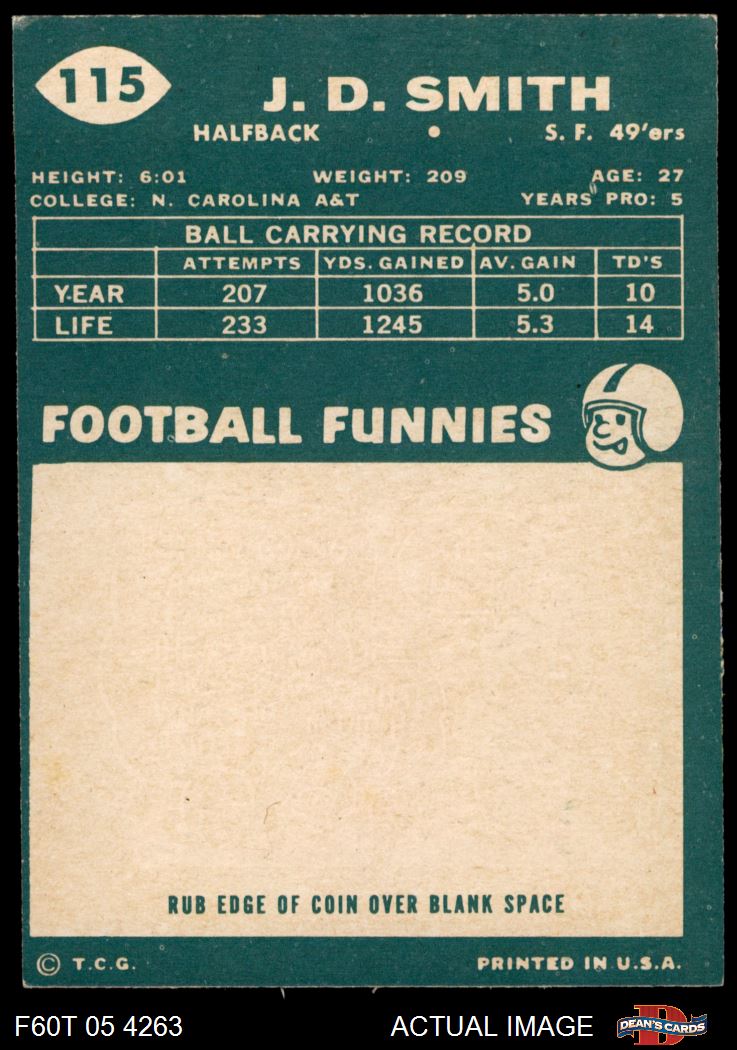 115
J. D. SMITH
HALFBACK • S. F. 49'ers
HEIGHT: 6:01 WEIGHT: 209 AGE: 27
COLLEGE: N. CAROLINA A&T YEARS PRO: 5
BALL CARRYING RECORD
ATTEMPTS YDS. GAINED AV. GAIN TD'S
YEAR 207 1036 5.0 10
LIFE 233 1245 5.3 14
FOOTBALL FUNNIES
RUB EDGE OF COIN OVER BLANK SPACE
© T.C.G. PRINTED IN U.S.A.
F60T 05 4263 ACTUAL IMAGE D DEAN'S CARDS